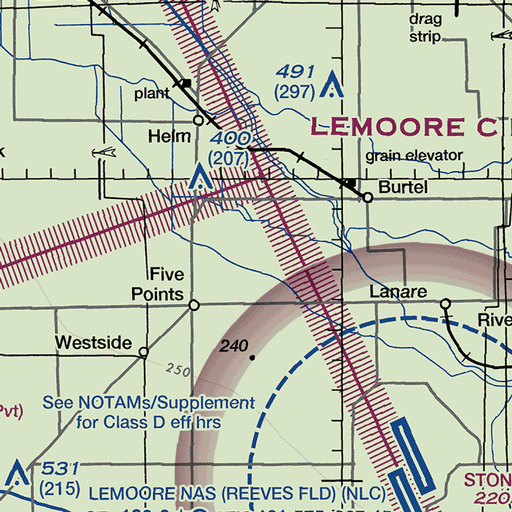 drag
strip
491
(297)
plant
LEMOORE C
Helm
400
(207)
grain elevator
Burtel
Five
Points
Lanare
Westside
240
250
See NOTAMs/Supplement
for Class D eff hrs
Pvt)
531
(215)
LEMOORE NAS (REEVES FLD) (NLC)
STON
220